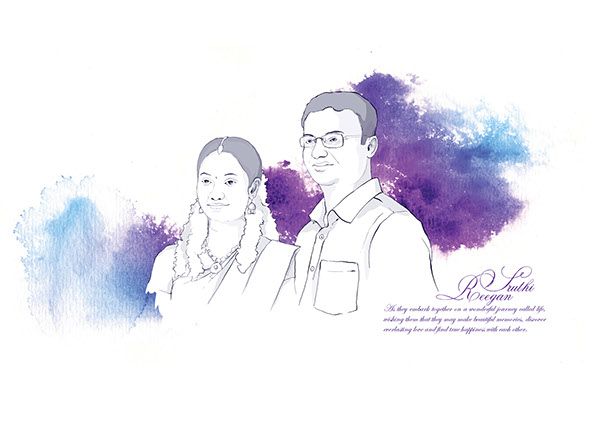 Sruthi
Reegan
As they embark together on a wonderful journey called life,
wishing them that they may make beautiful memories, discover
everlasting love and find true happiness with each other.